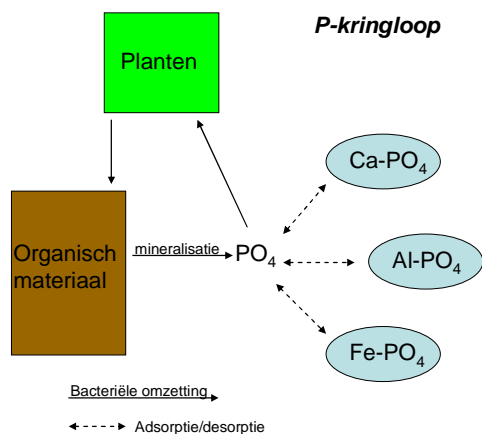 P-kringloop
Planten
Ca-PO4
Organisch
materiaal
mineralisatie
PO4
Al-PO4
Fe-PO4
Bacteriële omzetting
Adsorptie/desorptie